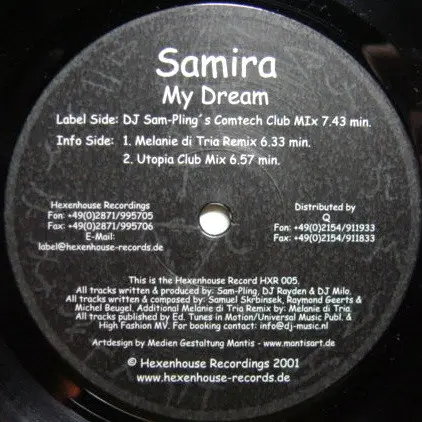 Samira
My Dream
Label Side: DJ Sam-Pling´s Comtech Club MIx 7.43 min.
Info Side: 1. Melanie di Tria Remix 6.33 min.
2. Utopia Club Mix 6.57 min.
Hexenhouse Recordings
Fon: +49(0)2871/995705
Fax: +49(0)2871/995706
E-Mail:
label@hexenhouse-records.de
Distributed by
Q
Fon: +49(0)2154/911933
Fax: +49(0)2154/911833
This is the Hexenhouse Record HXR 005.
All tracks written & produced by: Sam-Pling, DJ Rayden & DJ Milo.
All tracks written & composed by: Samuel Skrbinsek, Raymond Geerts &
Michel Beugel. Additional Melanie di Tria Remix by: Melanie di Tria.
All tracks published by Ed. Tunes in Motion/Universal Music Publ. &
High Fashion MV. For booking contact: info@dj-music.nl
Artdesign by Medien Gestaltung Mantis - www.mantisart.de
© Hexenhouse Recordings 2001
www.hexenhouse-records.de